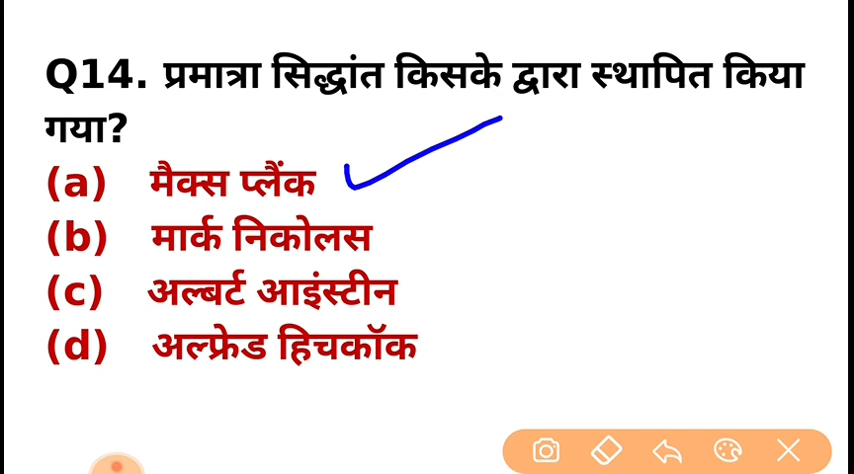 Q14. प्रमात्रा सिद्धांत किसके द्वारा स्थापित किया
गया?
(a) मैक्स प्लैंक
(b) मार्क निकोलस
(c) अल्बर्ट आइंस्टीन
(d) अल्फ्रेड हिचकॉक